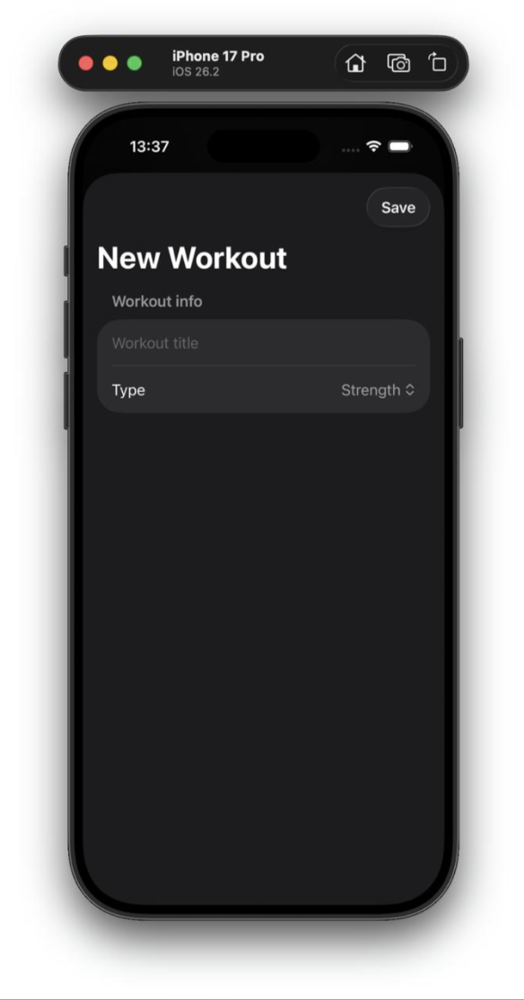 iPhone 17 Pro
iOS 26.2
13:37
Save
New Workout
Workout info
Workout title
Type Strength